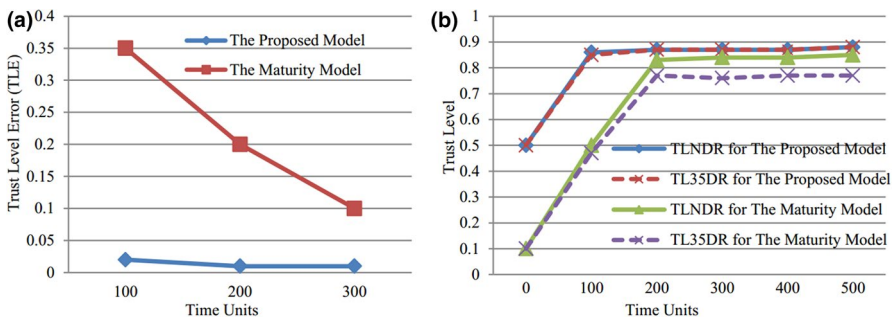 (a)
Trust Level Error (TLE)
0.4
0.35
0.3
0.25
0.2
0.15
0.1
0.05
0
The Proposed Model
The Maturity Model
100 200 300
Time Units
(b)
Trust Level
1
0.9
0.8
0.7
0.6
0.5
0.4
0.3
0.2
0.1
0
TLNDR for The Proposed Model
TL35DR for The Proposed Model
TLNDR for The Maturity Model
TL35DR for The Maturity Model
0 100 200 300 400 500
Time Units